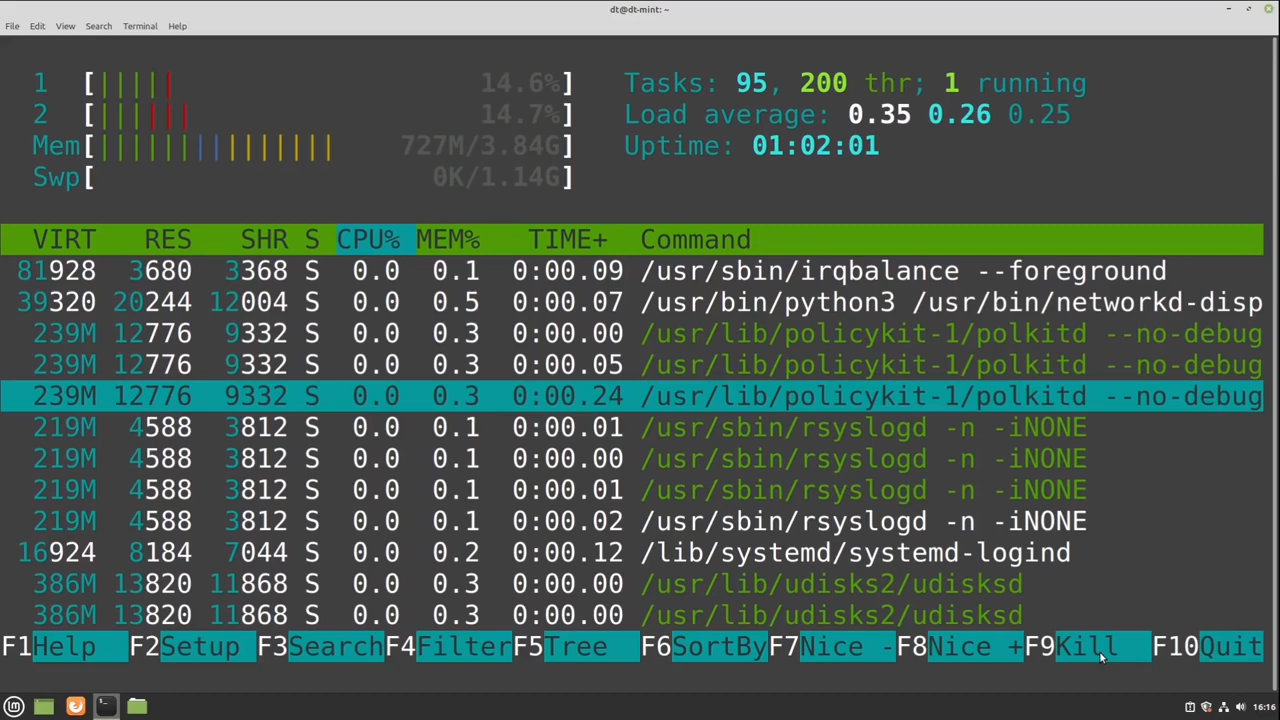 dt@dt-mint: ~
File Edit View Search Terminal Help
1 [||||| 14.6%] Tasks: 95, 200 thr; 1 running
2 [|||||| 14.7%] Load average: 0.35 0.26 0.25
Mem[||||||||||||||| 727M/3.84G] Uptime: 01:02:01
Swp[ 0K/1.14G]
VIRT RES SHR S CPU% MEM% TIME+ Command
81928 3680 3368 S 0.0 0.1 0:00.09 /usr/sbin/irqbalance --foreground
39320 20244 12004 S 0.0 0.5 0:00.07 /usr/bin/python3 /usr/bin/networkd-disp
239M 12776 9332 S 0.0 0.3 0:00.00 /usr/lib/policykit-1/polkitd --no-debug
239M 12776 9332 S 0.0 0.3 0:00.05 /usr/lib/policykit-1/polkitd --no-debug
239M 12776 9332 S 0.0 0.3 0:00.24 /usr/lib/policykit-1/polkitd --no-debug
219M 4588 3812 S 0.0 0.1 0:00.01 /usr/sbin/rsyslogd -n -iNONE
219M 4588 3812 S 0.0 0.1 0:00.00 /usr/sbin/rsyslogd -n -iNONE
219M 4588 3812 S 0.0 0.1 0:00.01 /usr/sbin/rsyslogd -n -iNONE
219M 4588 3812 S 0.0 0.1 0:00.02 /usr/sbin/rsyslogd -n -iNONE
16924 8184 7044 S 0.0 0.2 0:00.12 /lib/systemd/systemd-logind
386M 13820 11868 S 0.0 0.3 0:00.00 /usr/lib/udisks2/udisksd
386M 13820 11868 S 0.0 0.3 0:00.00 /usr/lib/udisks2/udisksd
F1Help F2Setup F3SearchF4FilterF5Tree F6SortByF7Nice -F8Nice +F9Kill F10Quit
16:16